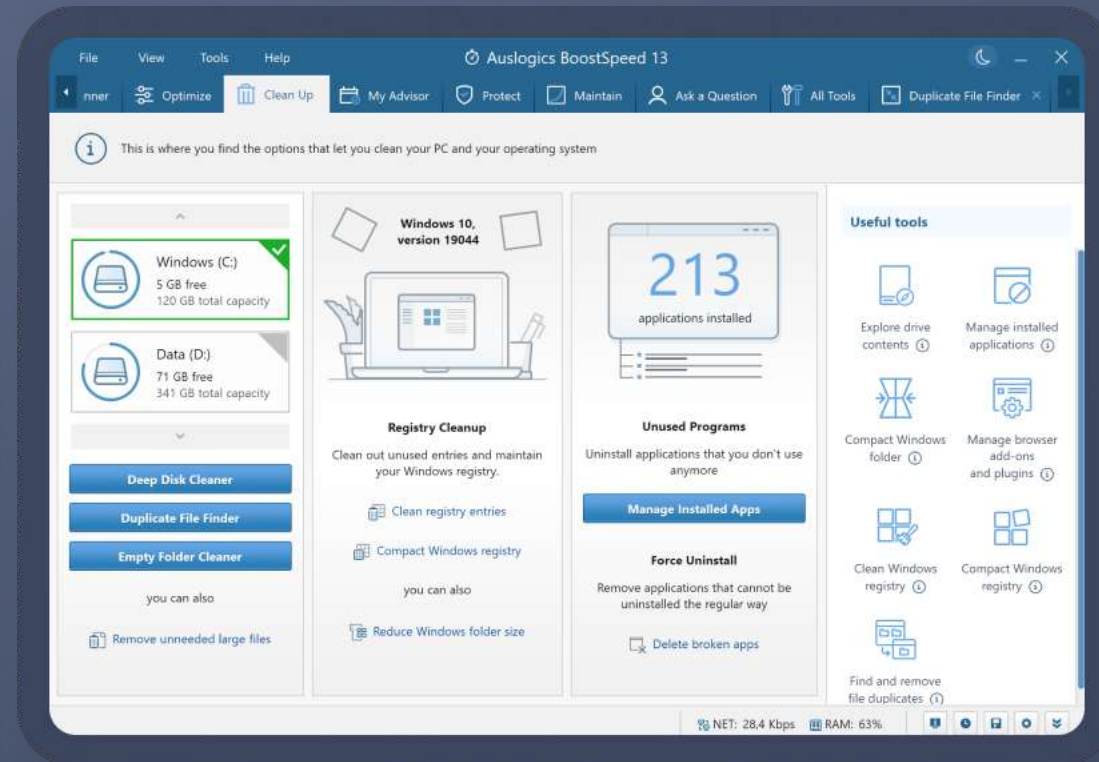 File View Tools Help
Auslogics BoostSpeed 13
nner Optimize Clean Up My Advisor Protect Maintain Ask a Question All Tools Duplicate File Finder
This is where you find the options that let you clean your PC and your operating system
Windows (C:)
5 GB free
120 GB total capacity
Data (D:)
71 GB free
341 GB total capacity
Deep Disk Cleaner
Duplicate File Finder
Empty Folder Cleaner
you can also
Remove unneeded large files
Windows 10,
version 19044
Registry Cleanup
Clean out unused entries and maintain
your Windows registry.
Clean registry entries
Compact Windows registry
you can also
Reduce Windows folder size
213
applications installed
Unused Programs
Uninstall applications that you don't use
anymore
Manage Installed Apps
Force Uninstall
Remove applications that cannot be
uninstalled the regular way
Delete broken apps
Useful tools
Explore drive
contents
Manage installed
applications
Compact Windows
folder
Manage browser
add-ons
and plugins
Clean Windows
registry
Compact Windows
registry
Find and remove
file duplicates
NET: 28,4 Kbps RAM: 63%